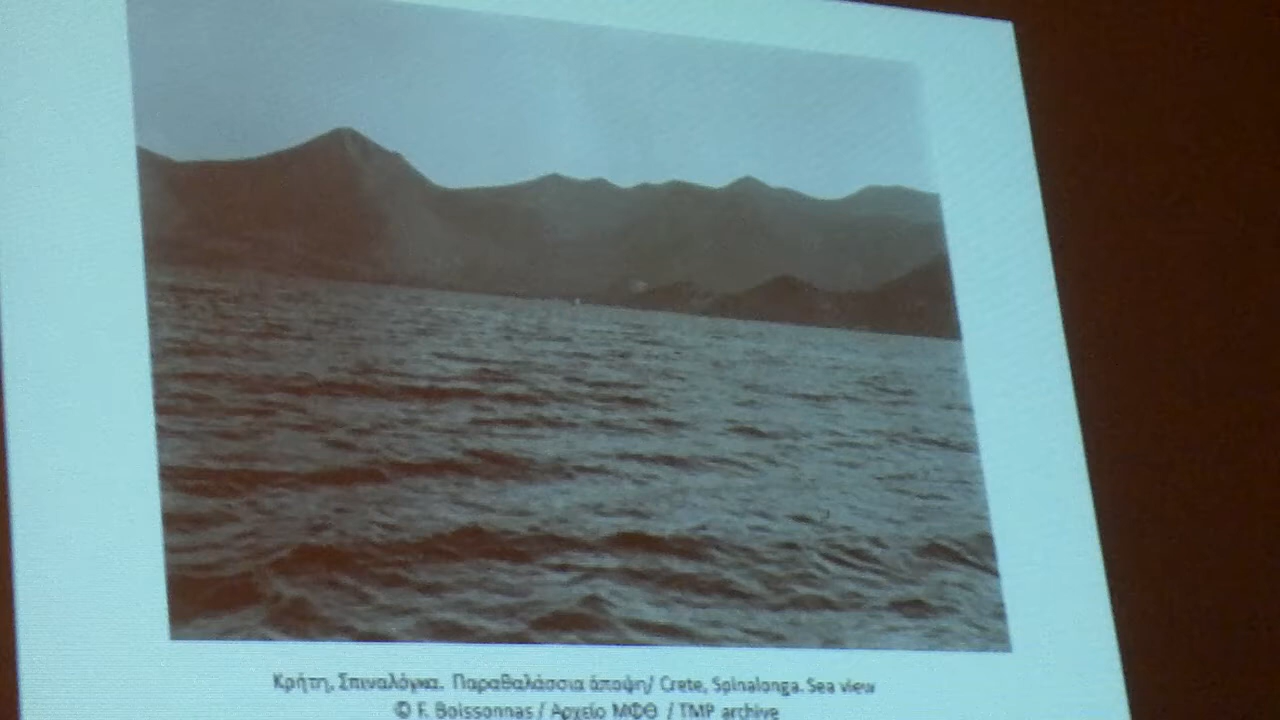 Κρήτη, Σπιναλόγκα. Παραθαλάσσια άποψη/ Crete, Spinalonga. Sea view
© F. Boissonnas / Αρχείο ΜΦΘ / TMP archive